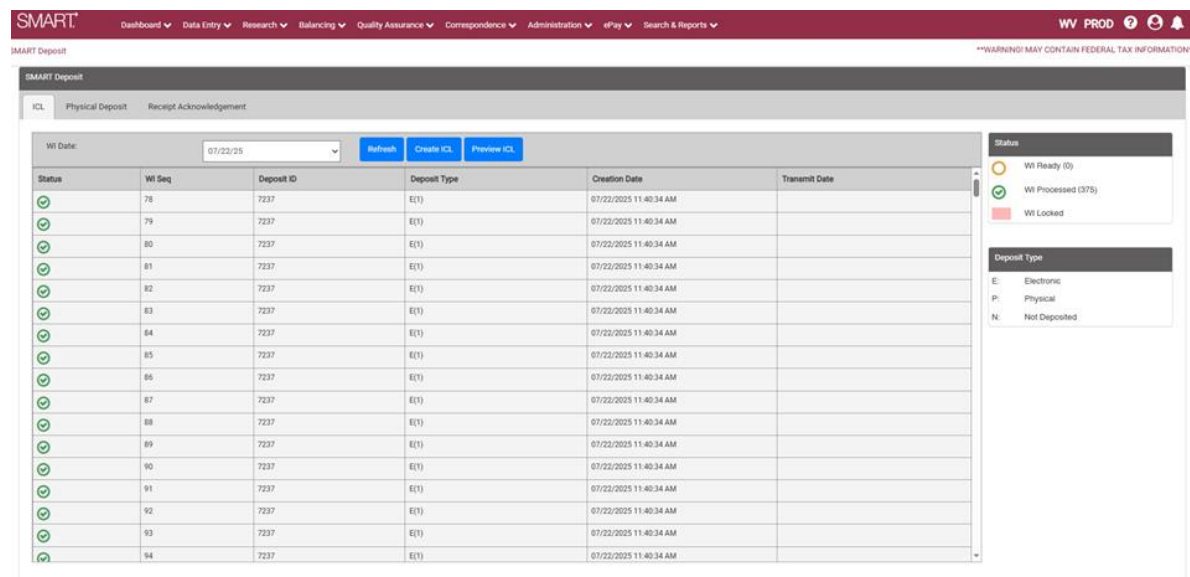 SMART Dashboard Data Entry Research Balancing Quality Assurance Correspondence Administration ePay Search & Reports WV PROD
SMART Deposit **WARNING! MAY CONTAIN FEDERAL TAX INFORMATION*
SMART Deposit
ICL Physical Deposit Receipt Acknowledgement
WI Date: 07/22/25 Refresh Create ICL Preview ICL
Status WI Seq Deposit ID Deposit Type Creation Date Transmit Date
78 7237 E(1) 07/22/2025 11:40:34 AM
79 7237 E(1) 07/22/2025 11:40:34 AM
80 7237 E(1) 07/22/2025 11:40:34 AM
81 7237 E(1) 07/22/2025 11:40:34 AM
82 7237 E(1) 07/22/2025 11:40:34 AM
83 7237 E(1) 07/22/2025 11:40:34 AM
84 7237 E(1) 07/22/2025 11:40:34 AM
85 7237 E(1) 07/22/2025 11:40:34 AM
86 7237 E(1) 07/22/2025 11:40:34 AM
87 7237 E(1) 07/22/2025 11:40:34 AM
88 7237 E(1) 07/22/2025 11:40:34 AM
89 7237 E(1) 07/22/2025 11:40:34 AM
90 7237 E(1) 07/22/2025 11:40:34 AM
91 7237 E(1) 07/22/2025 11:40:34 AM
92 7237 E(1) 07/22/2025 11:40:34 AM
93 7237 E(1) 07/22/2025 11:40:34 AM
94 7237 E(1) 07/22/2025 11:40:34 AM
Status
WI Ready (0)
WI Processed (375)
WI Locked
Deposit Type
E: Electronic
P: Physical
N: Not Deposited